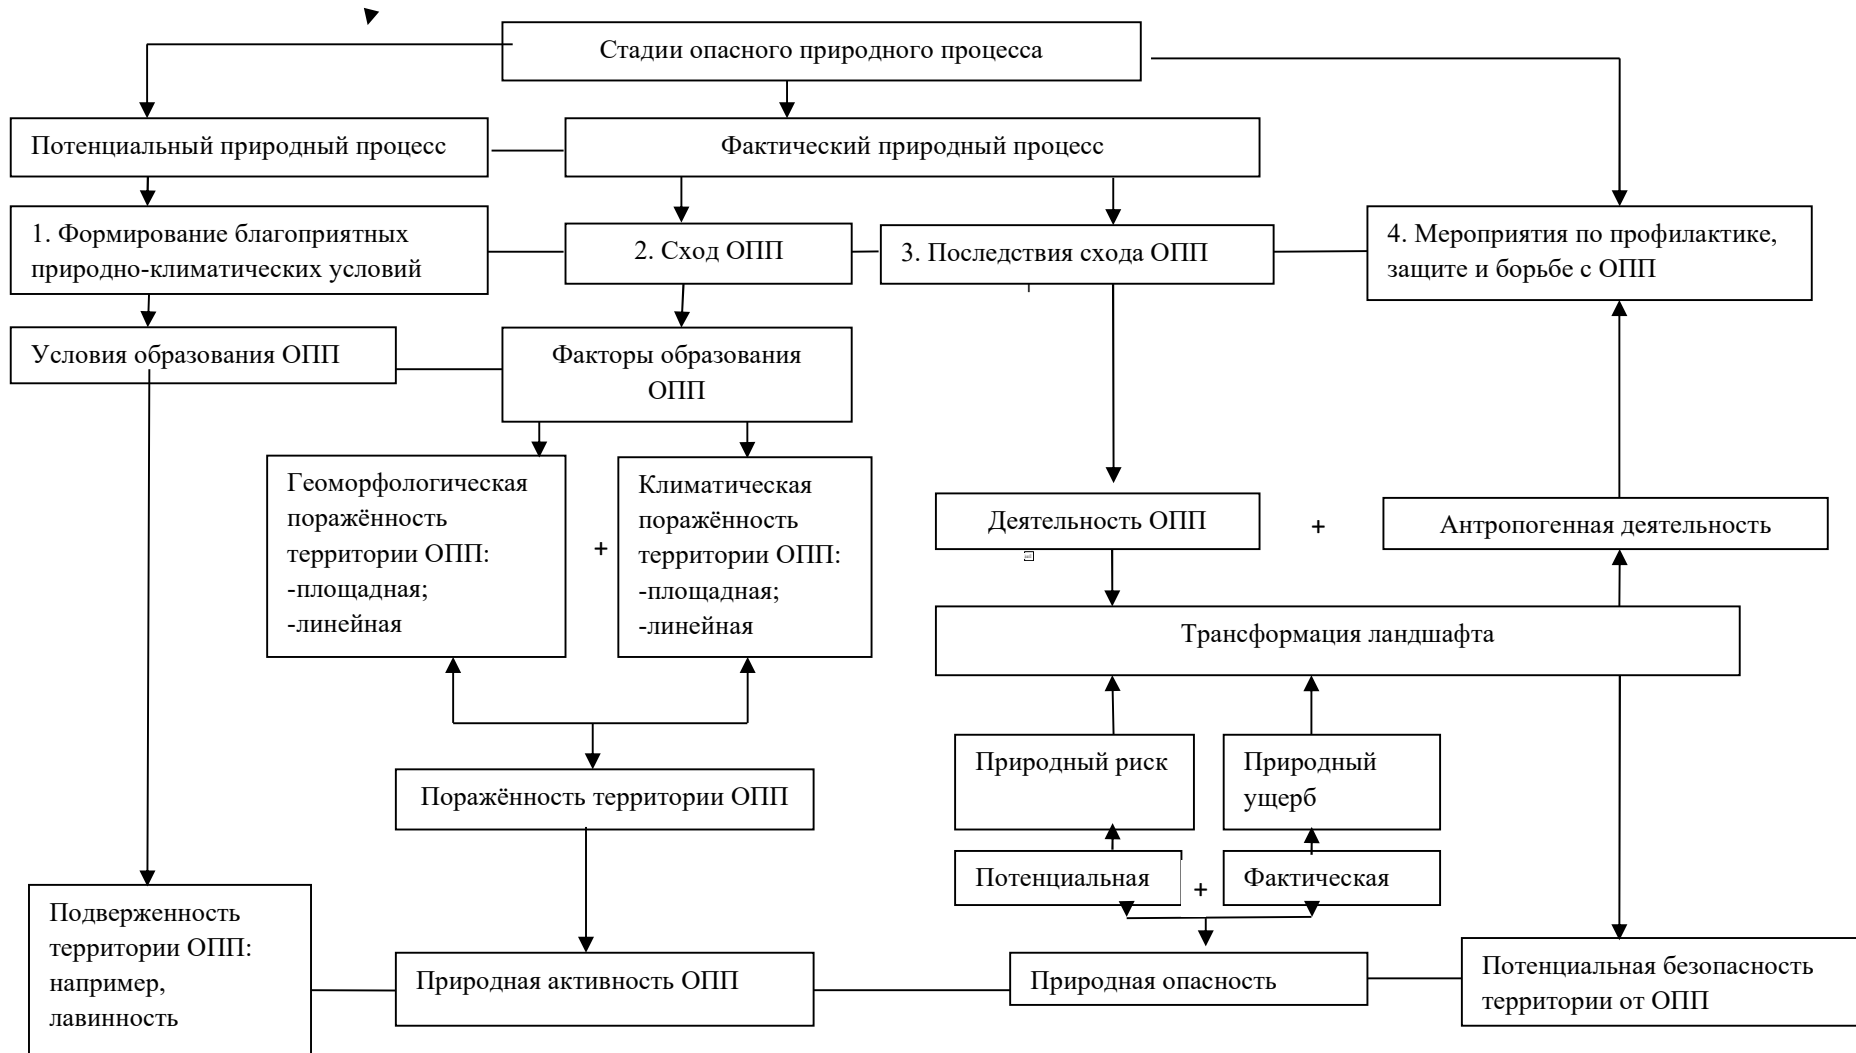 Стадии опасного природного процесса
Потенциальный природный процесс
Фактический природный процесс
1. Формирование благоприятных
природно-климатических условий
2. Сход ОПП
3. Последствия схода ОПП
4. Мероприятия по профилактике,
защите и борьбе с ОПП
Условия образования ОПП
Факторы образования
ОПП
Геоморфологическая
поражённость
территории ОПП:
-площадная;
-линейная
+
Климатическая
поражённость
территории ОПП:
-площадная;
-линейная
Деятельность ОПП
+
Антропогенная деятельность
Трансформация ландшафта
Природный риск
Природный
ущерб
Поражённость территории ОПП
Потенциальная
+
Фактическая
Подверженность
территории ОПП:
например,
лавинность
Природная активность ОПП
Природная опасность
Потенциальная безопасность
территории от ОПП